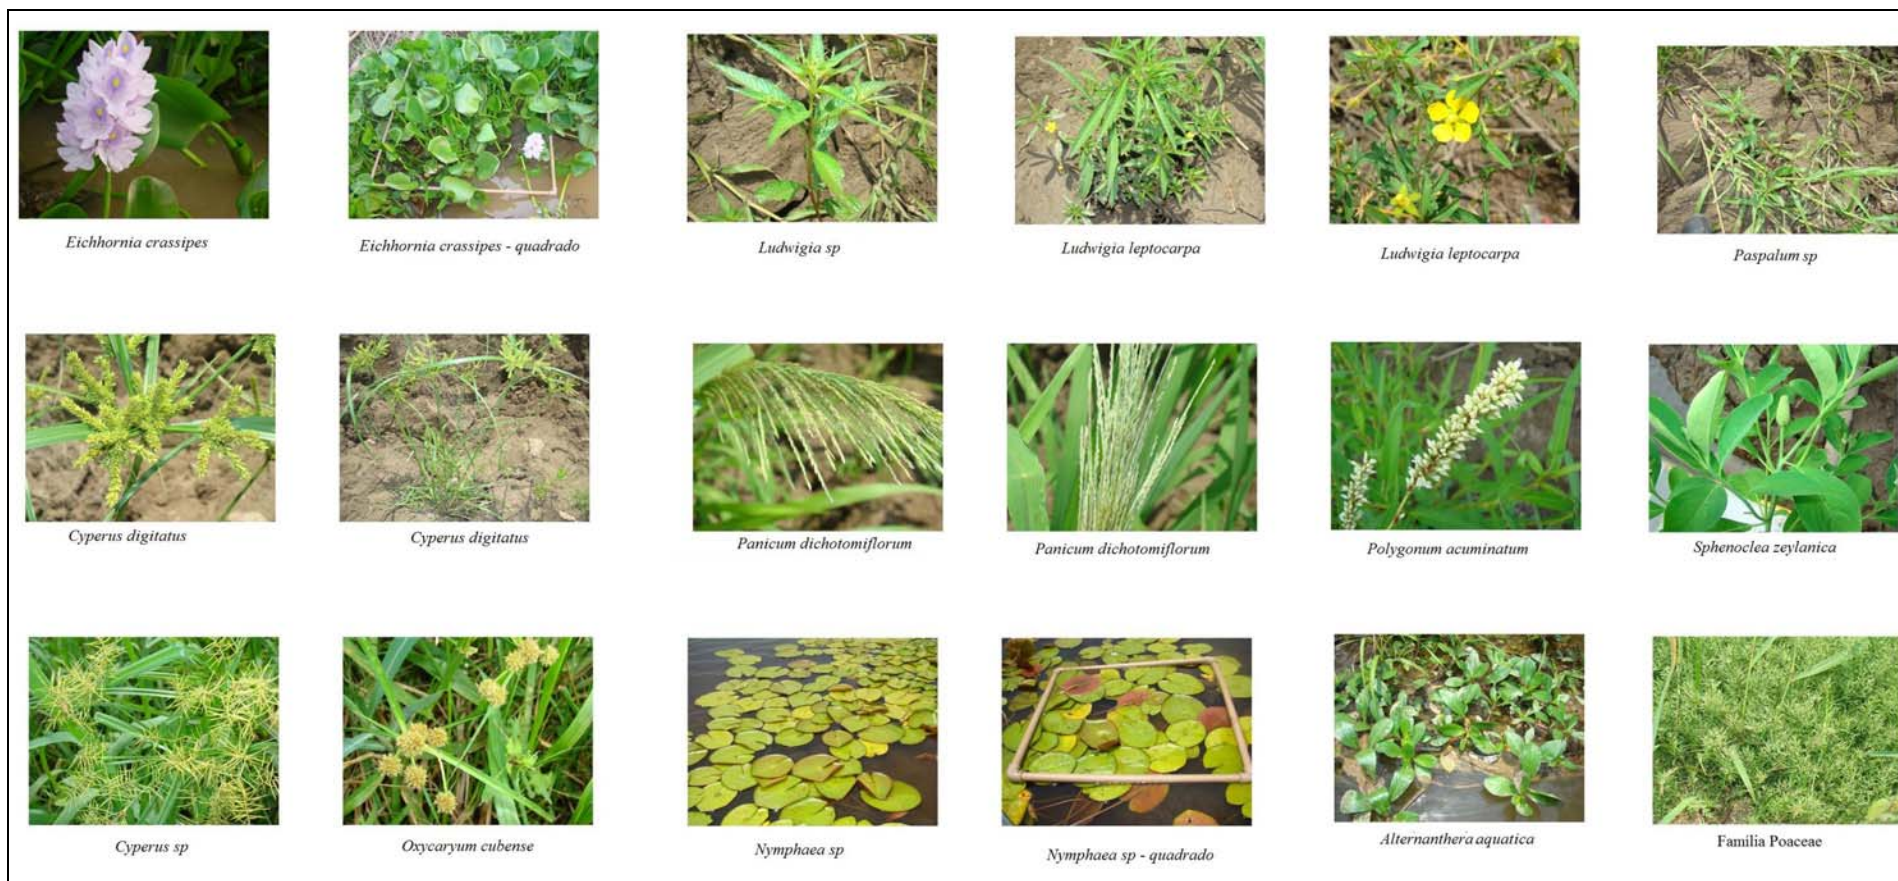 Eichhornia crassipes
Eichhornia crassipes - quadrado
Ludwigia sp
Ludwigia leptocarpa
Ludwigia leptocarpa
Paspalum sp
Cyperus digitatus
Cyperus digitatus
Panicum dichotomiflorum
Panicum dichotomiflorum
Polygonum acuminatum
Sphenoclea zeylanica
Cyperus sp
Oxycaryum cubense
Nymphaea sp
Nymphaea sp - quadrado
Alternanthera aquatica
Família Poaceae